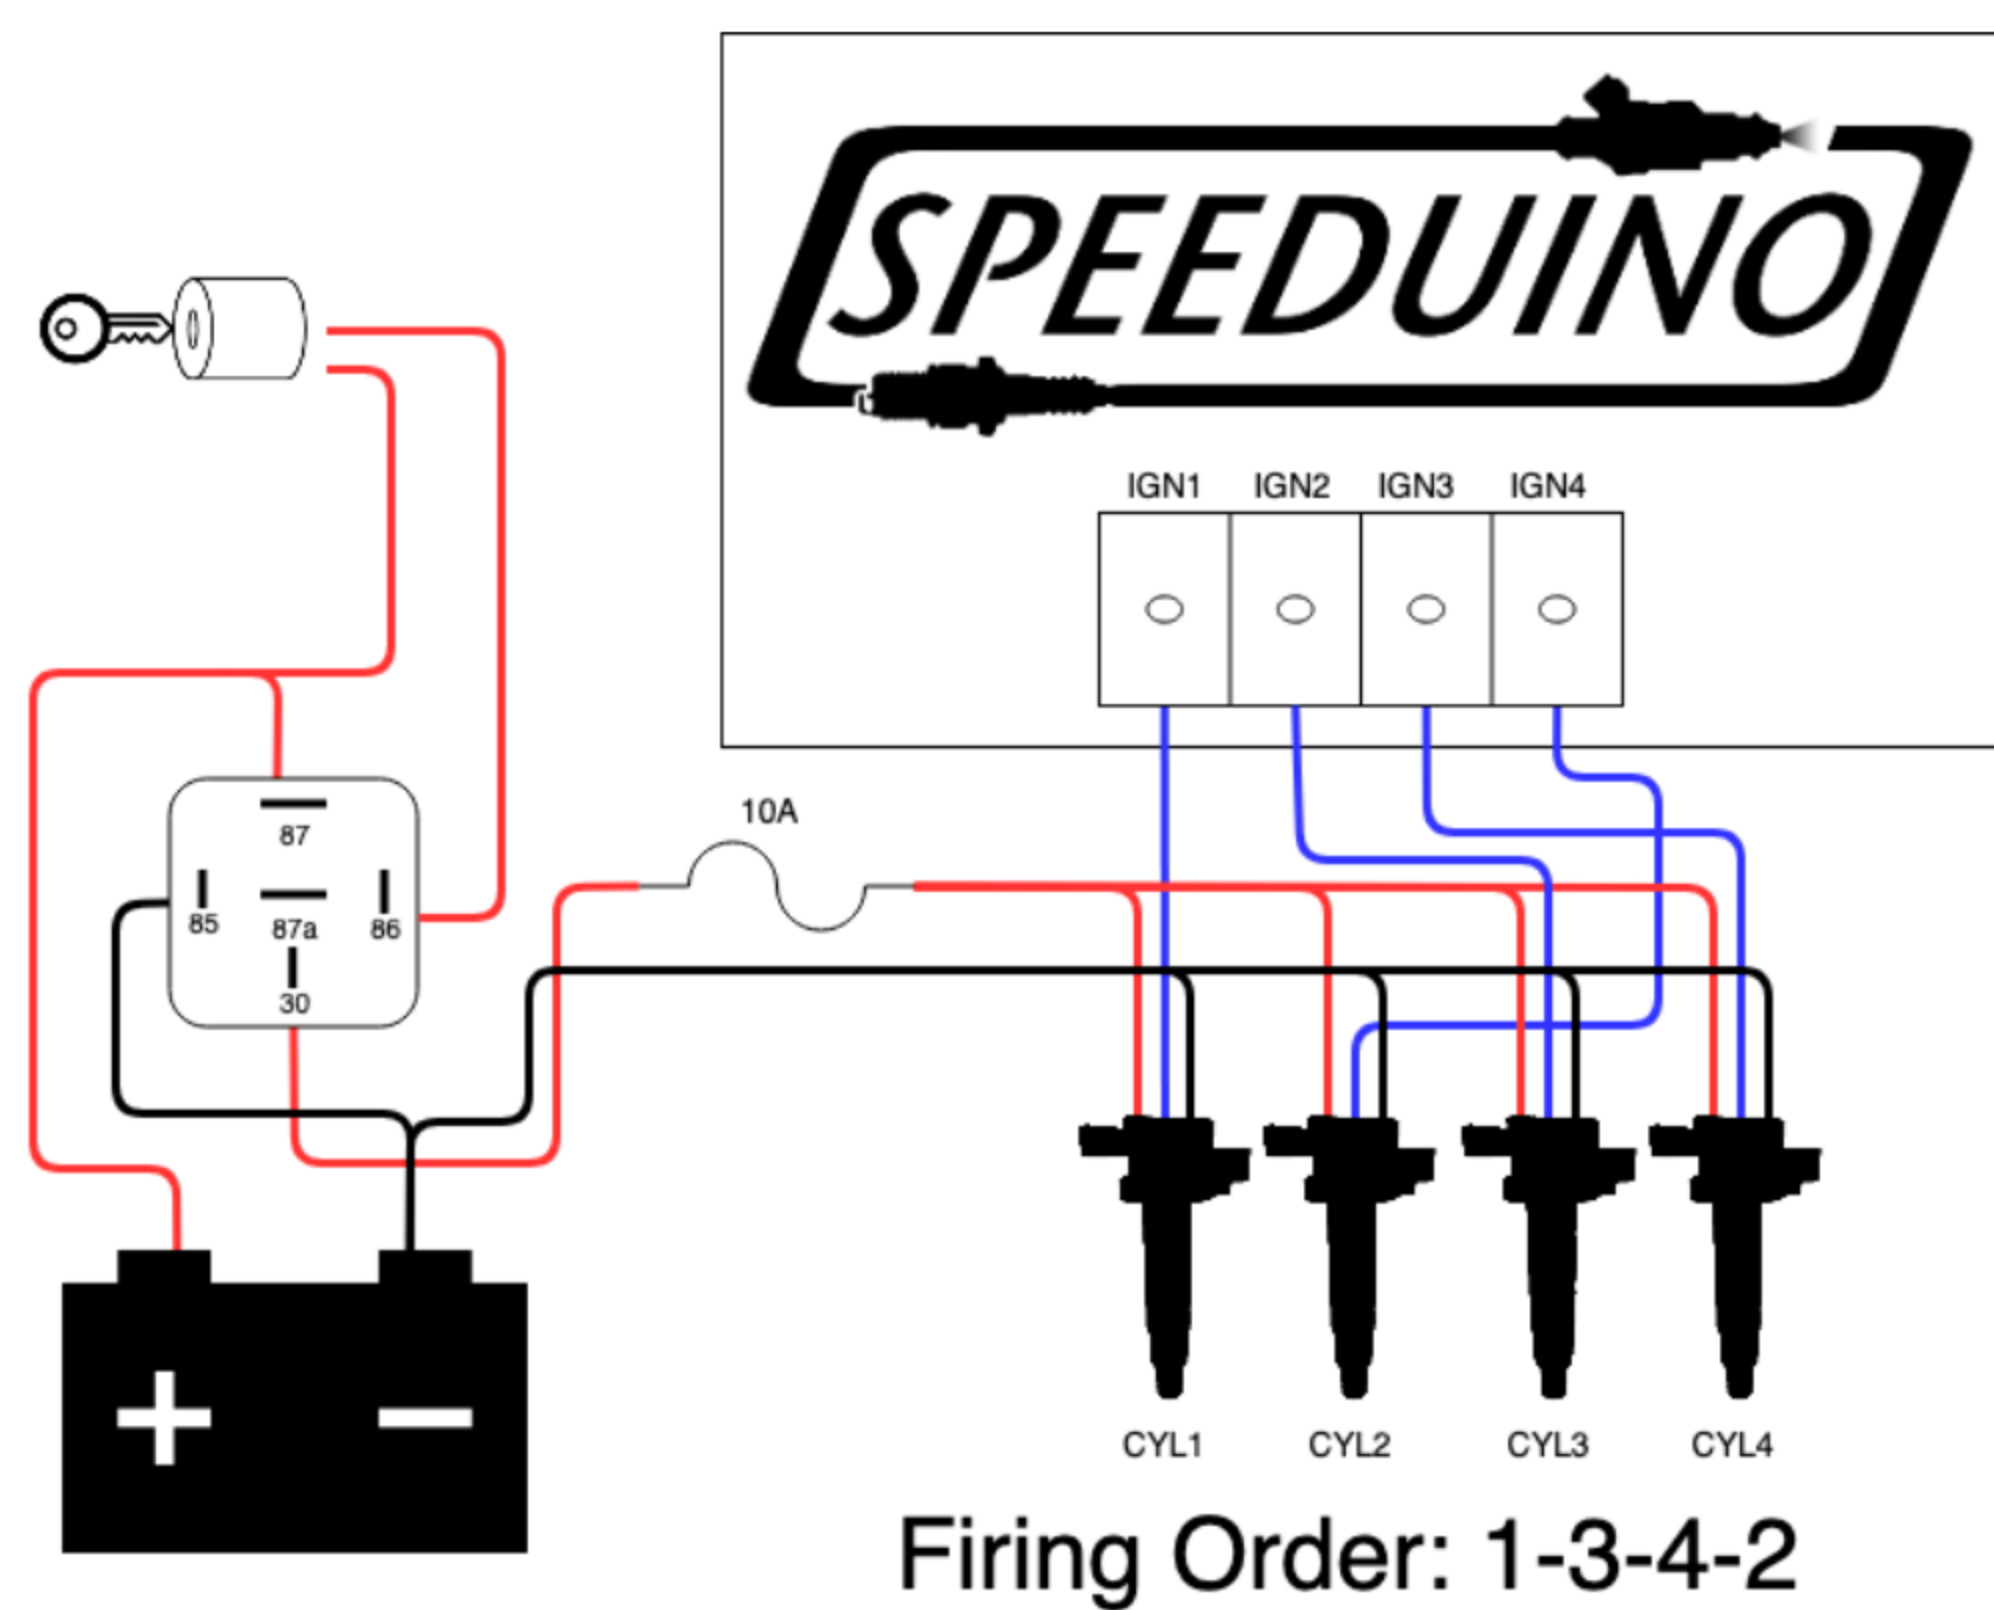 SPEEDUINO
IGN1 IGN2 IGN3 IGN4
10A
87
85 87a 86
30
+ −
CYL1 CYL2 CYL3 CYL4
Firing Order: 1-3-4-2